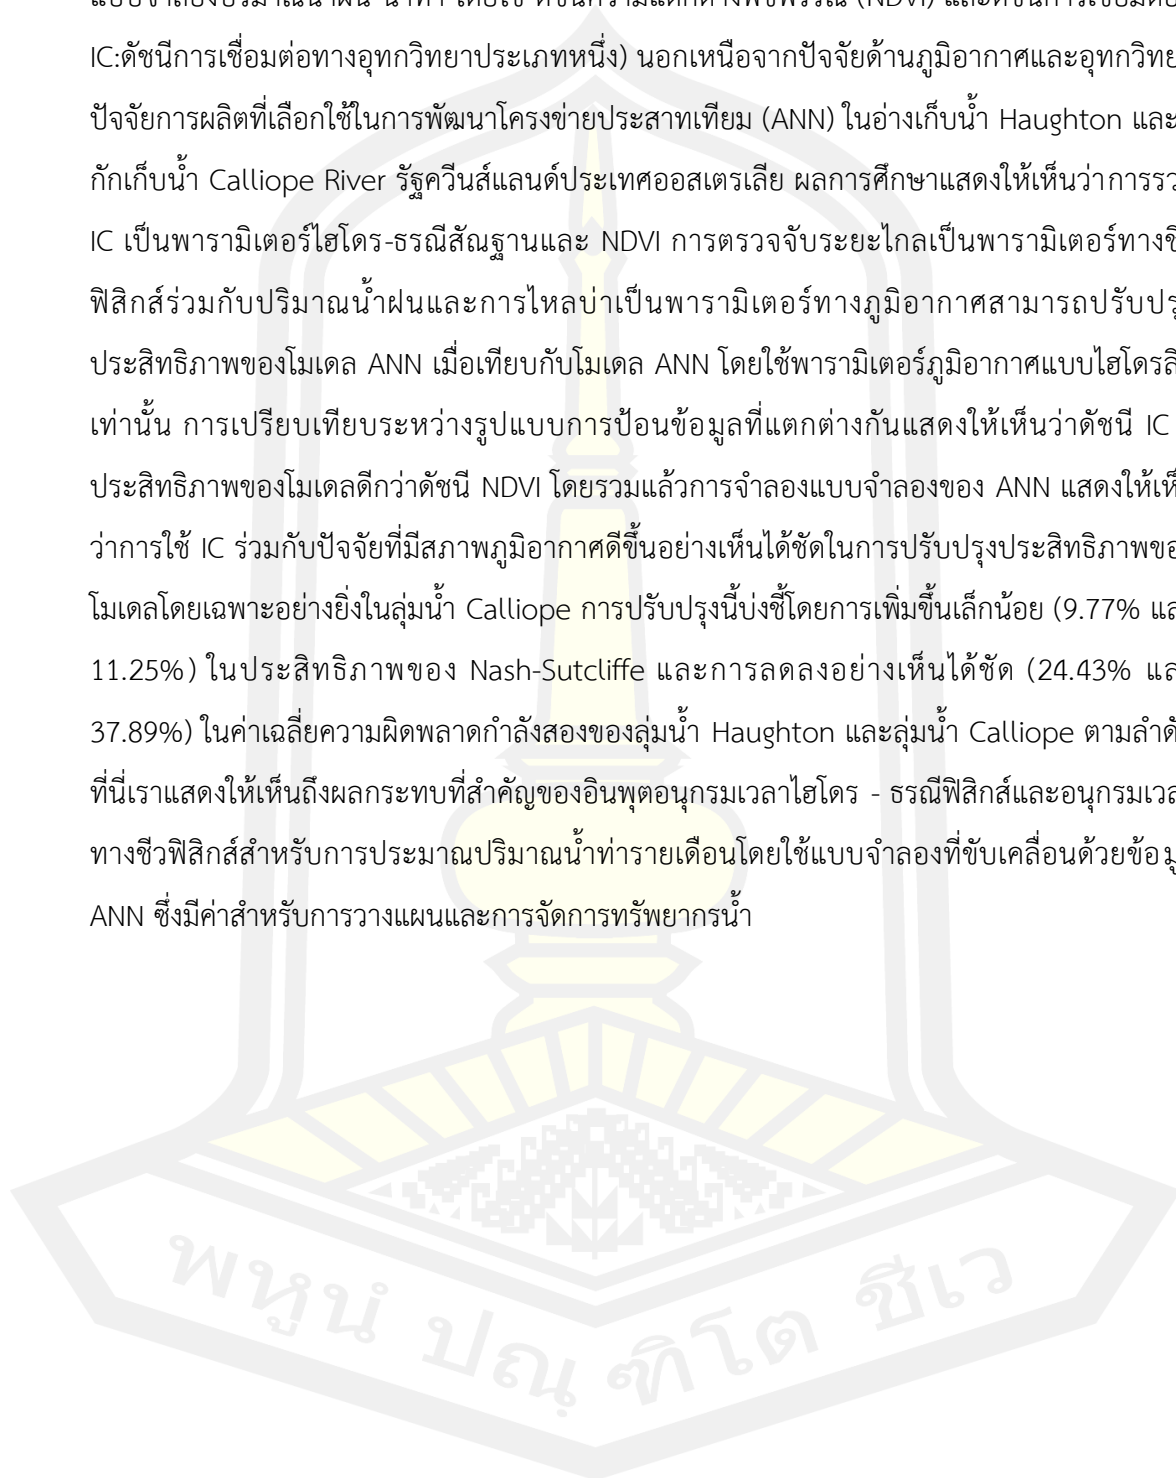 IC:ดัชนีการเชื่อมต่อทางอุทกวิทยาประเภทหนึ่ง) นอกเหนือจากปัจจัยด้านภูมิอากาศและอุทกวิทย
ปัจจัยการผลิตที่เลือกใช้ในการพัฒนาโครงข่ายประสาทเทียม (ANN) ในอ่างเก็บน้ำ Haughton และ
กักเก็บน้ำ Calliope River รัฐควีนส์แลนด์ประเทศออสเตรเลีย ผลการศึกษาแสดงให้เห็นว่าการรว
IC เป็นพารามิเตอร์ไฮโดร-ธรณีสัณฐานและ NDVI การตรวจจับระยะไกลเป็นพารามิเตอร์ทางชี
ฟิสิกส์ร่วมกับปริมาณน้ำฝนและการไหลบ่าเป็นพารามิเตอร์ทางภูมิอากาศสามารถปรับปรุ
ประสิทธิภาพของโมเดล ANN เมื่อเทียบกับโมเดล ANN โดยใช้พารามิเตอร์ภูมิอากาศแบบไฮโดรลิ
เท่านั้น การเปรียบเทียบระหว่างรูปแบบการป้อนข้อมูลที่แตกต่างกันแสดงให้เห็นว่าดัชนี IC
ประสิทธิภาพของโมเดลดีกว่าดัชนี NDVI โดยรวมแล้วการจำลองแบบจำลองของ ANN แสดงให้เห็
ว่าการใช้ IC ร่วมกับปัจจัยที่มีสภาพภูมิอากาศดีขึ้นอย่างเห็นได้ชัดในการปรับปรุงประสิทธิภาพขอ
โมเดลโดยเฉพาะอย่างยิ่งในลุ่มน้ำ Calliope การปรับปรุงนี้บ่งชี้โดยการเพิ่มขึ้นเล็กน้อย (9.77% แล
11.25%) ในประสิทธิภาพของ Nash-Sutcliffe และการลดลงอย่างเห็นได้ชัด (24.43% แล
37.89%) ในค่าเฉลี่ยความผิดพลาดกำลังสองของลุ่มน้ำ Haughton และลุ่มน้ำ Calliope ตามลำดั
ที่นี่เราแสดงให้เห็นถึงผลกระทบที่สำคัญของอินพุตอนุกรมเวลาไฮโดร - ธรณีฟิสิกส์และอนุกรมเวล
ทางชีวฟิสิกส์สำหรับการประมาณปริมาณน้ำท่ารายเดือนโดยใช้แบบจำลองที่ขับเคลื่อนด้วยข้อมู
ANN ซึ่งมีค่าสำหรับการวางแผนและการจัดการทรัพยากรน้ำ
พหูนํ ปณฺฑิโต ชีเว